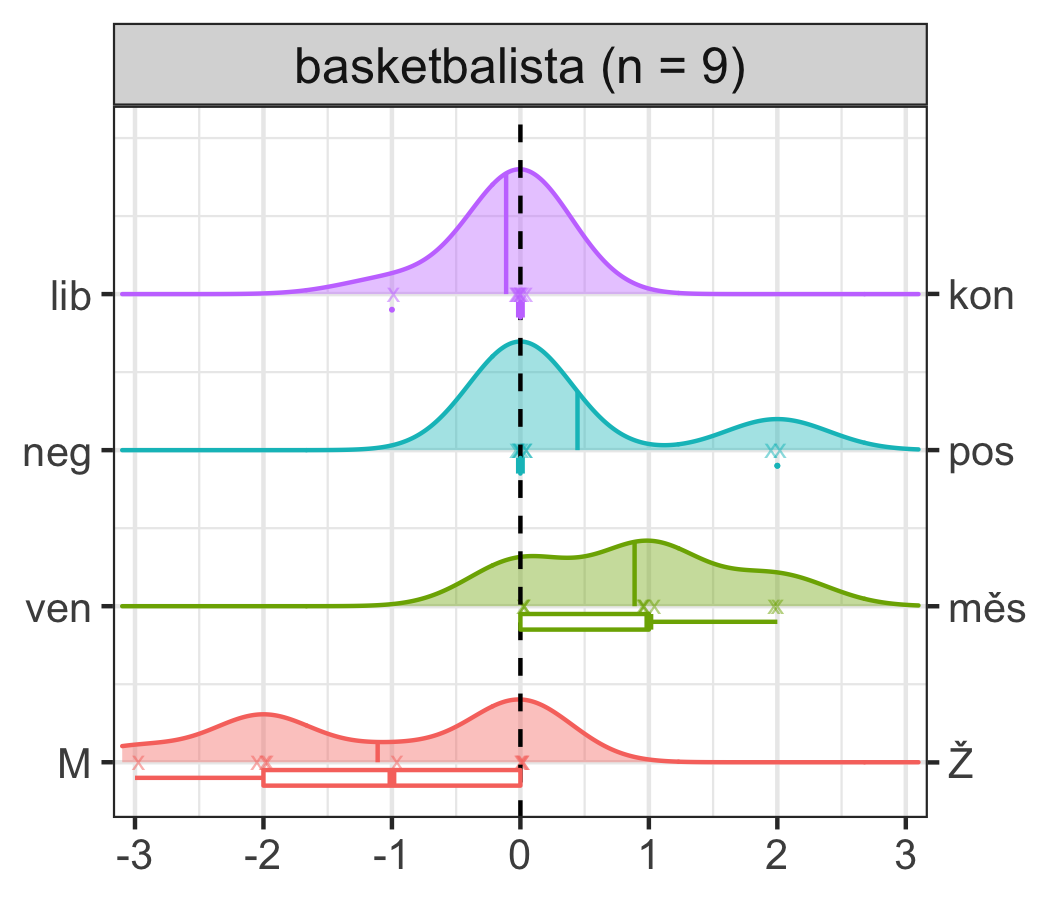 basketbalista (n = 9)
lib kon
neg pos
ven měs
M Ž
-3 -2 -1 0 1 2 3